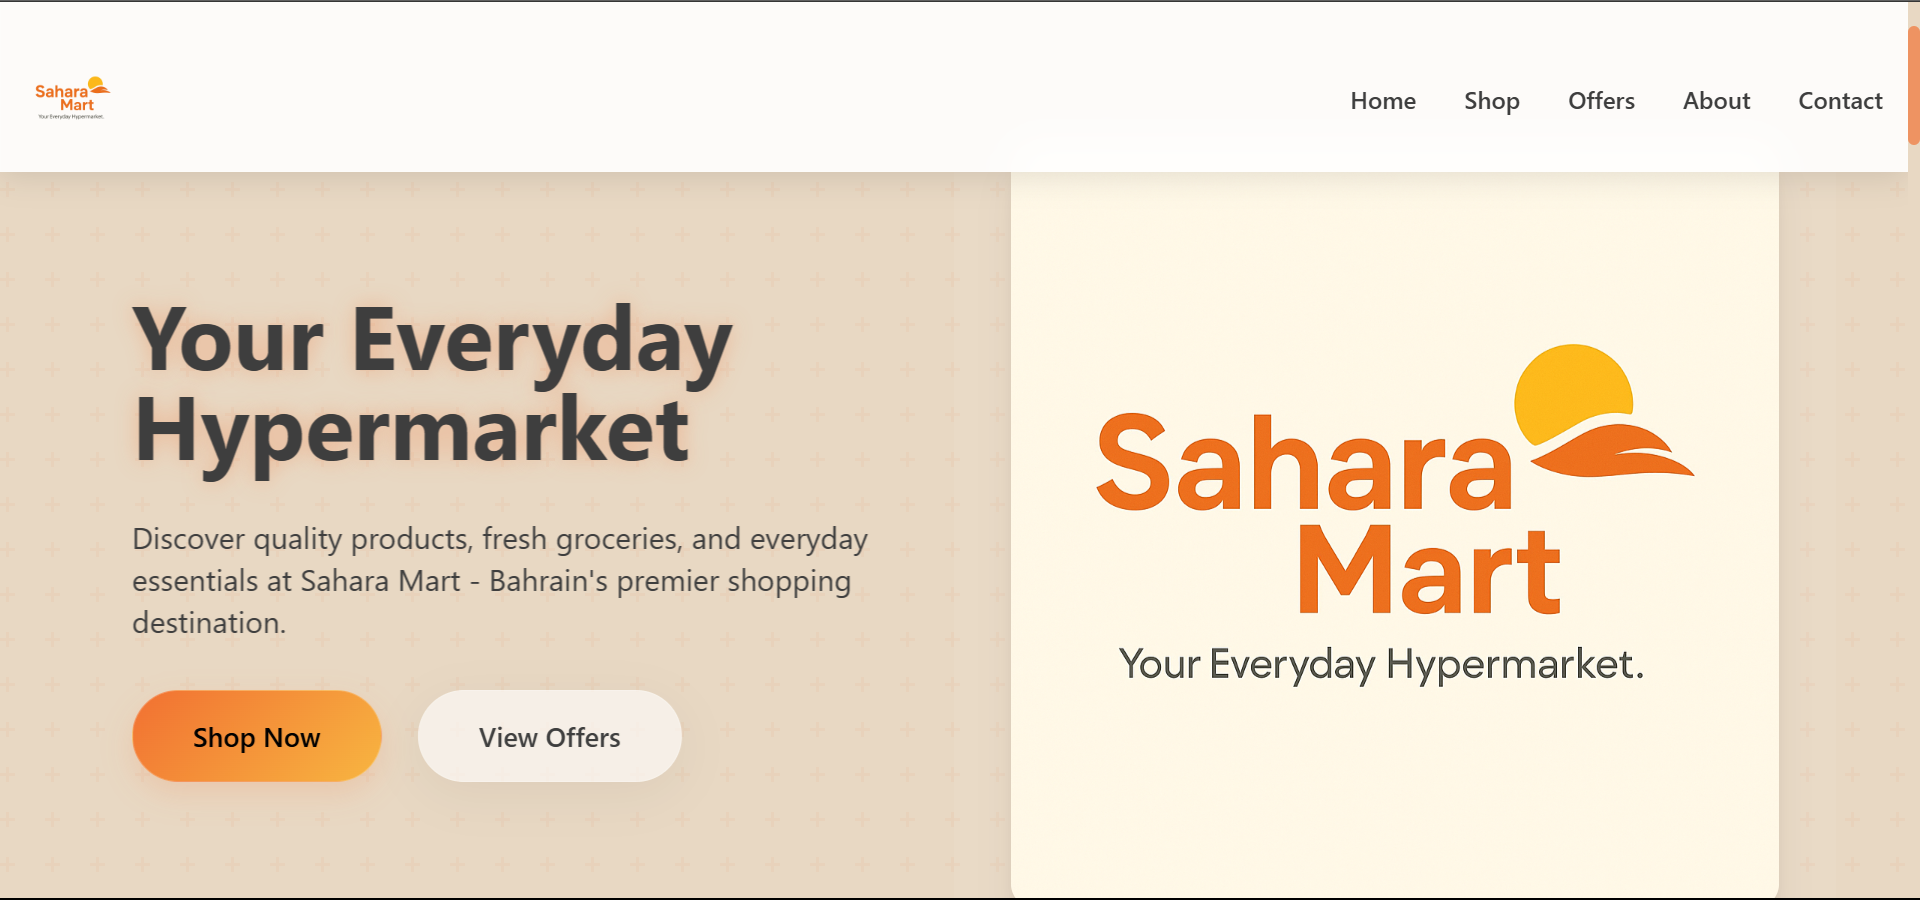 Sahara
Mart
Your Everyday Hypermarket.
Home Shop Offers About Contact
Your Everyday
Hypermarket
Discover quality products, fresh groceries, and everyday
essentials at Sahara Mart - Bahrain's premier shopping
destination.
Shop Now View Offers
Sahara
Mart
Your Everyday Hypermarket.